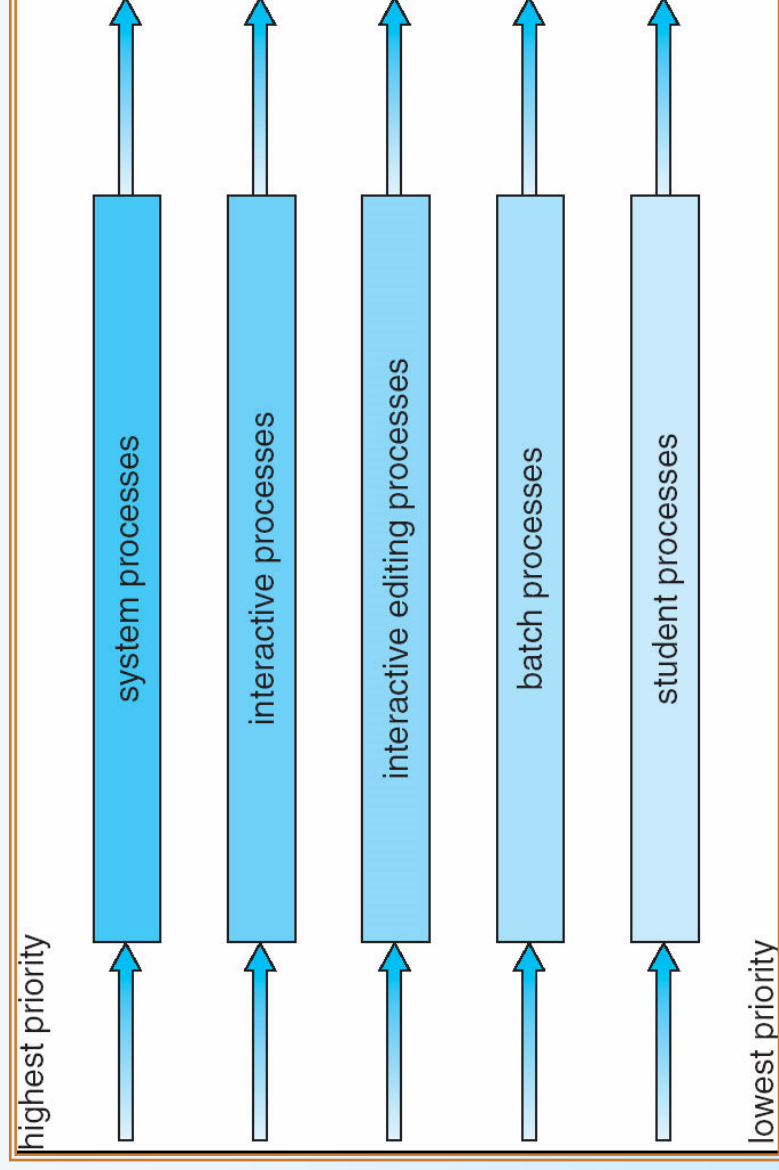 highest priority
system processes
interactive processes
interactive editing processes
batch processes
student processes
lowest priority